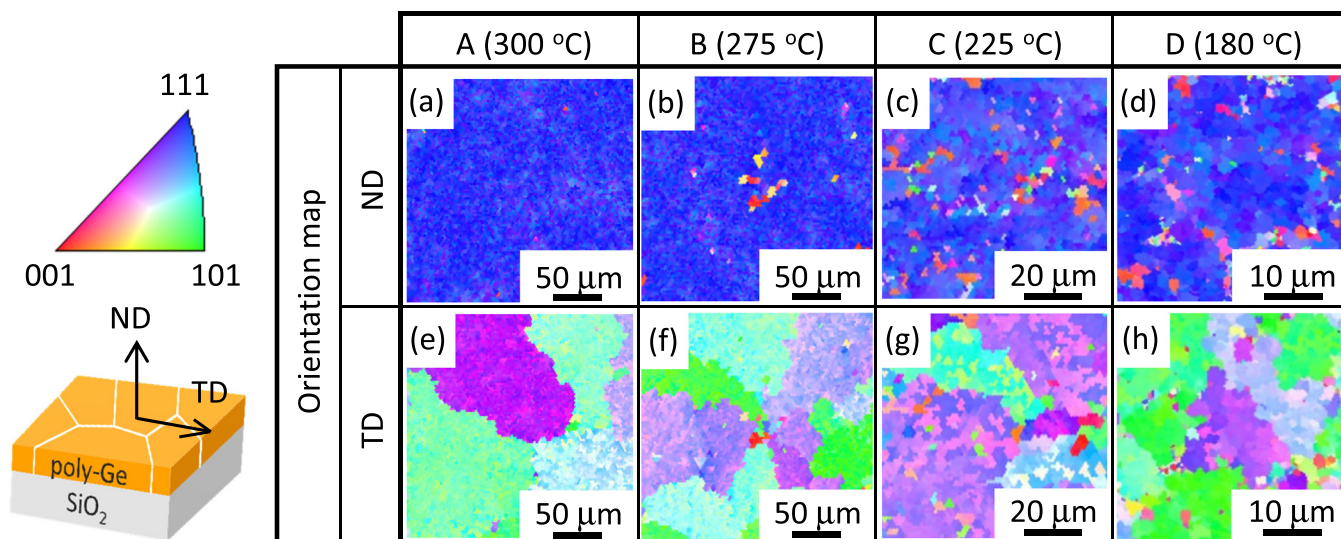 A (300 °C) B (275 °C) C (225 °C) D (180 °C)
111
001 101
ND
TD
poly-Ge
SiO2
Orientation map
ND
(a) (b) (c) (d)
50 μm 50 μm 20 μm 10 μm
TD
(e) (f) (g) (h)
50 μm 50 μm 20 μm 10 μm